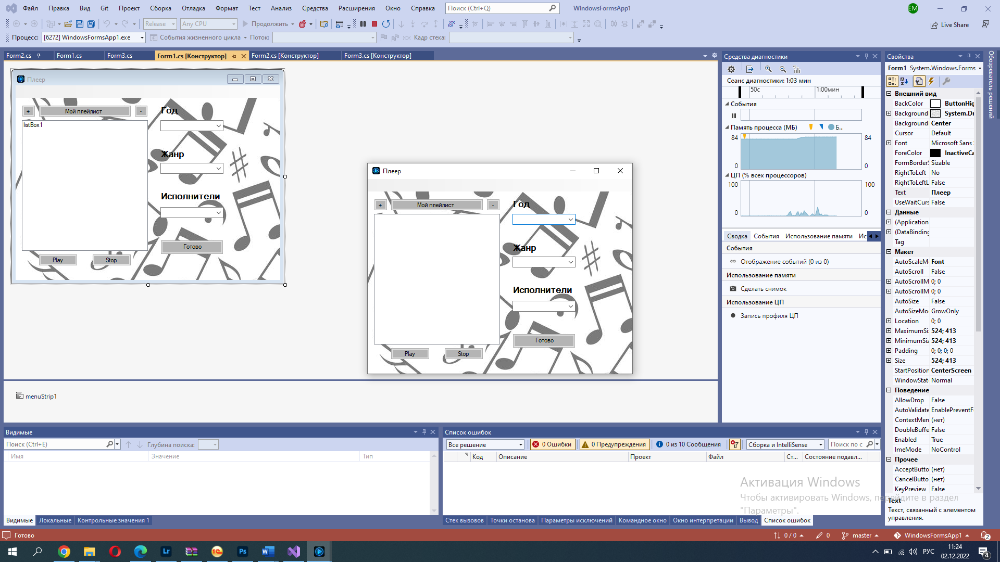 Файл Правка Вид Git Проект Сборка Отладка Формат Тест Анализ Средства Расширения Окно Справка Поиск (Ctrl+Q) WindowsFormsApp1 EM
Release Any CPU Продолжить Live Share
Процесс: [6272] WindowsFormsApp1.exe События жизненного цикла Поток: Кадр стека:
Form2.cs Form1.cs Form3.cs Form1.cs [Конструктор] Form2.cs [Конструктор] Form3.cs [Конструктор]
Плеер
+ Мой плейлист -
listBox1
Год
Жанр
Исполнители
Готово
Play Stop
Плеер
+ Мой плейлист -
Год
Жанр
Исполнители
Готово
Play Stop
menuStrip1
Средства диагностики
Сеанс диагностики: 1:03 мин
50с 1:00мин
События
Память процесса (МБ) Б...
84 84
0 0
ЦП (% всех процессоров)
100 100
0 0
Сводка События Использование памяти Ис
События
Отображение событий (0 из 0)
Использование памяти
Сделать снимок
Использование ЦП
Запись профиля ЦП
Свойства
Form1 System.Windows.Forms
Внешний вид
BackColor ButtonHig
Background System.Dr
Background Center
Cursor Default
Font Microsoft Sans
ForeColor InactiveCa
FormBorderS Sizable
RightToLeft No
RightToLeftL False
Text Плеер
UseWaitCurs False
Данные
(Application
(DataBinding
Tag
Макет
AutoScaleM Font
AutoScroll False
AutoScrollM 0; 0
AutoScrollM 0; 0
AutoSize False
AutoSizeMo GrowOnly
Location 0; 0
MaximumSi 524; 413
MinimumSiz 524; 413
Padding 0; 0; 0; 0
Size 524; 413
StartPosition CenterScreen
WindowStat Normal
Поведение
AllowDrop False
AutoValidate EnablePreventF
ContextMen (нет)
DoubleBuffe False
Enabled True
ImeMode NoControl
Прочее
AcceptButto (нет)
CancelButto (нет)
KeyPreview False
Text
Текст, связанный с элементом
управления.
Обозреватель решений
Видимые
Поиск (Ctrl+E) Глубина поиска:
Имя Значение Тип
Видимые Локальные Контрольные значения 1
Список ошибок
Все решение 0 Ошибки 0 Предупреждения 0 из 10 Сообщения Сборка и IntelliSense Поиск по с
Код Описание Проект Файл Ст... Состояние подавл...
Активация Windows
Чтобы активировать Windows, перейдите в раздел
"Параметры".
Стек вызовов Точки останова Параметры исключений Командное окно Окно интерпретации Вывод Список ошибок
Готово 0 / 0 0 master WindowsFormsApp1 2
Lr 1С Ps W РУС 11:24
02.12.2022 4